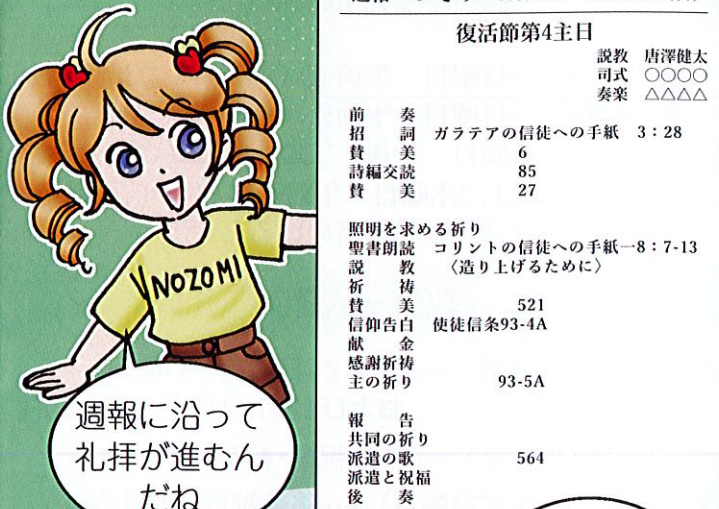 復活節第4主日
説教 唐澤健太
司式 ○○○○
奏楽 △△△△
前　奏
招　詞 ガラテアの信徒への手紙 3：28
賛　美 6
詩編交読 85
賛　美 27
照明を求める祈り
聖書朗読 コリントの信徒への手紙一8：7-13
説　教 〈造り上げるために〉
祈　祷
賛　美 521
信仰告白 使徒信条93-4A
献　金
感謝祈祷
主の祈り 93-5A
報　告
共同の祈り
派遣の歌 564
派遣と祝福
後　奏
NOZOMI
週報に沿って
礼拝が進むん
だね